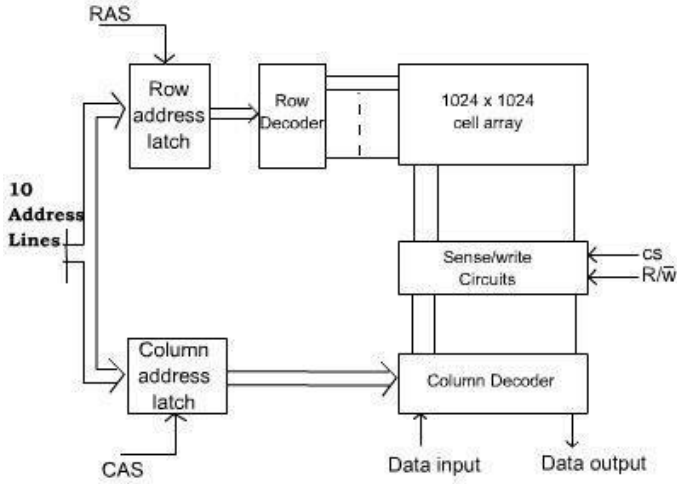 RAS
Row
address
latch
Row
Decoder
1024 x 1024
cell array
10
Address
Lines
Sense/write
Circuits
cs
R/w̅
Column
address
latch
Column Decoder
CAS
Data input
Data output